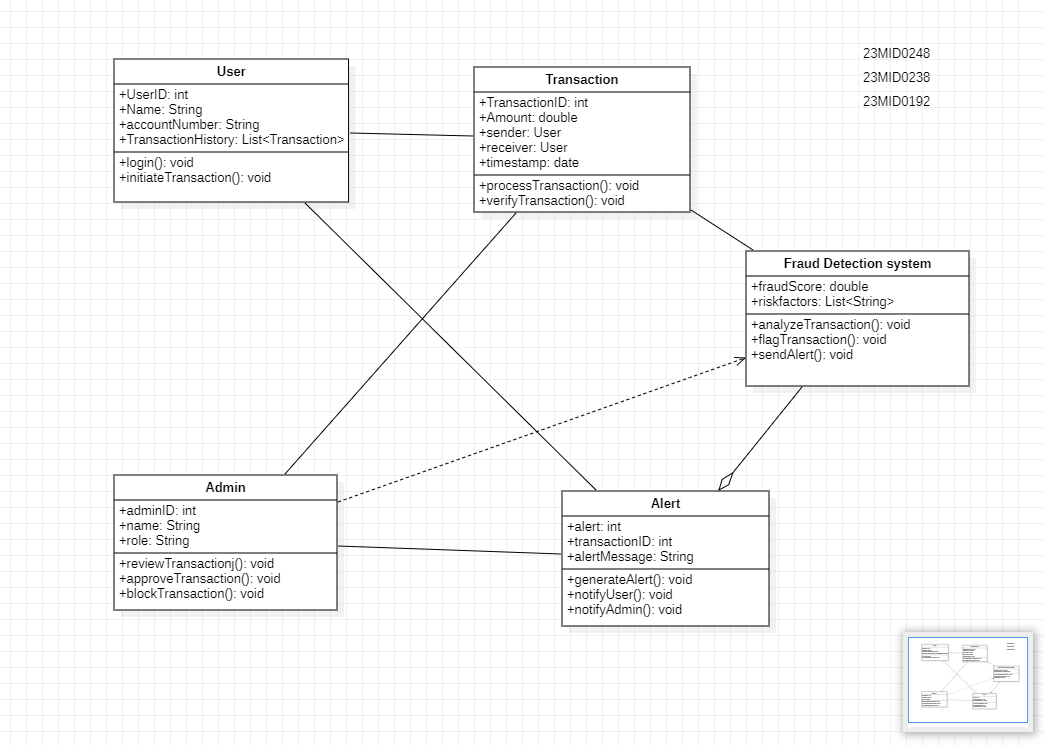 23MID0248
23MID0238
23MID0192
User
+UserID: int
+Name: String
+accountNumber: String
+TransactionHistory: List<Transaction>
+login(): void
+initiateTransaction(): void
Transaction
+TransactionID: int
+Amount: double
+sender: User
+receiver: User
+timestamp: date
+processTransaction(): void
+verifyTransaction(): void
Fraud Detection system
+fraudScore: double
+riskfactors: List<String>
+analyzeTransaction(): void
+flagTransaction(): void
+sendAlert(): void
Admin
+adminID: int
+name: String
+role: String
+reviewTransactionj(): void
+approveTransaction(): void
+blockTransaction(): void
Alert
+alert: int
+transactionID: int
+alertMessage: String
+generateAlert(): void
+notifyUser(): void
+notifyAdmin(): void